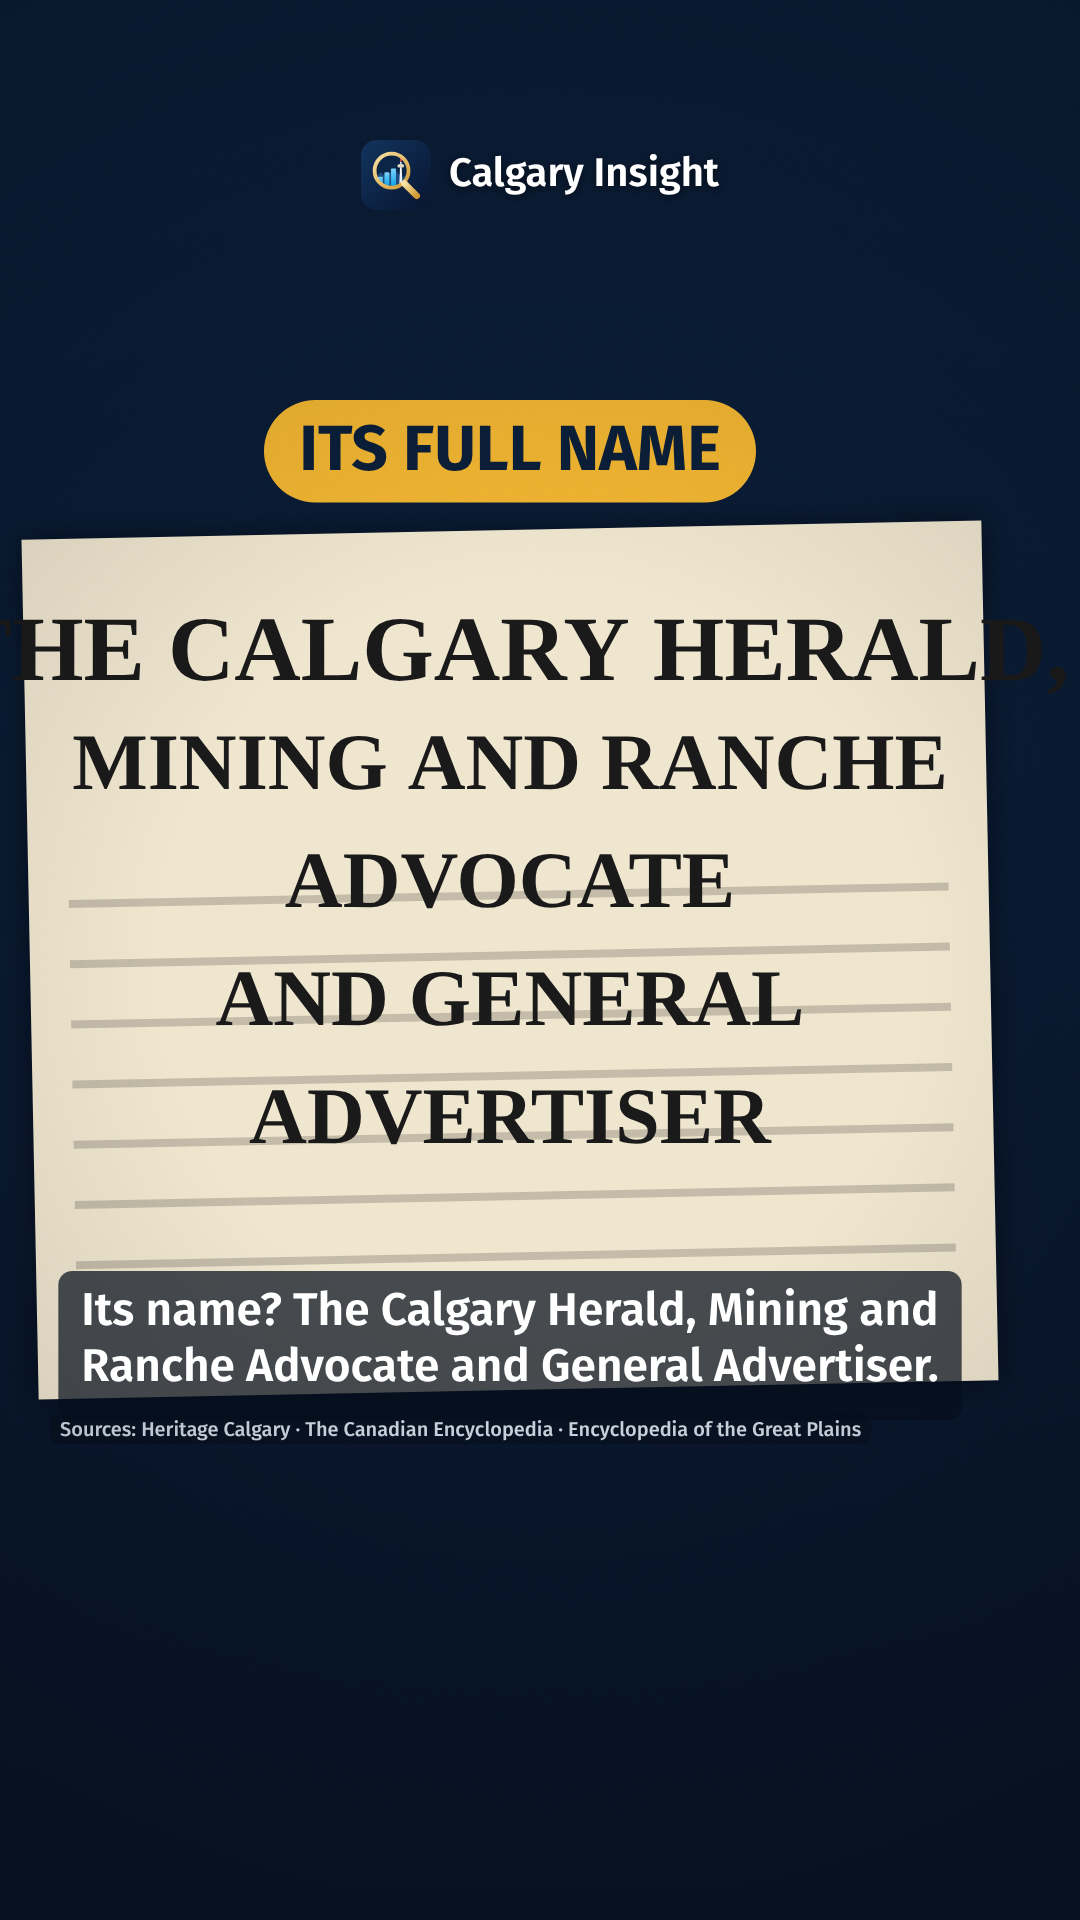 Calgary Insight
ITS FULL NAME
THE CALGARY HERALD,
MINING AND RANCHE
ADVOCATE
AND GENERAL
ADVERTISER
Its name? The Calgary Herald, Mining and
Ranche Advocate and General Advertiser.
Sources: Heritage Calgary · The Canadian Encyclopedia · Encyclopedia of the Great Plains